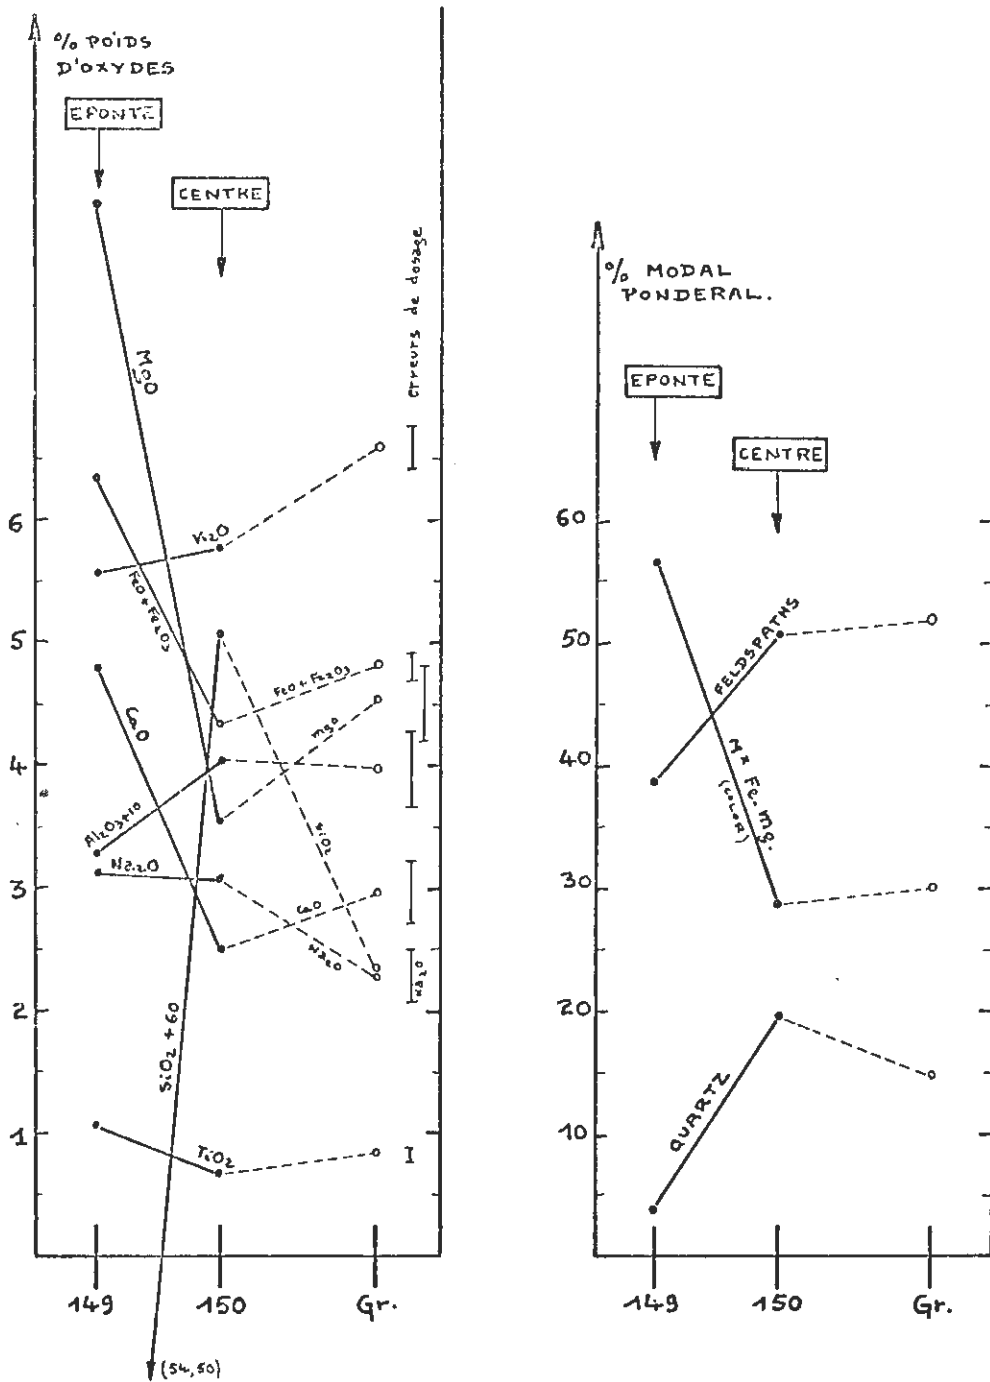 % POIDS
D'OXYDES
EPONTE
CENTRE
erreurs de dosage
MgO
K2O
FeO + Fe2O3
CaO
Al2O3+10
Na2O
SiO2 + 60
TiO2
FeO + Fe2O3
MgO
SiO2
CaO
Na2O
Na2O
6
5
4
3
2
1
149
150
Gr.
(54,50)
% MODAL
PONDERAL.
EPONTE
CENTRE
60
50
40
30
20
10
FELDSPATHS
Mx Fe.Mg.
(COLOR)
QUARTZ
149
150
Gr.